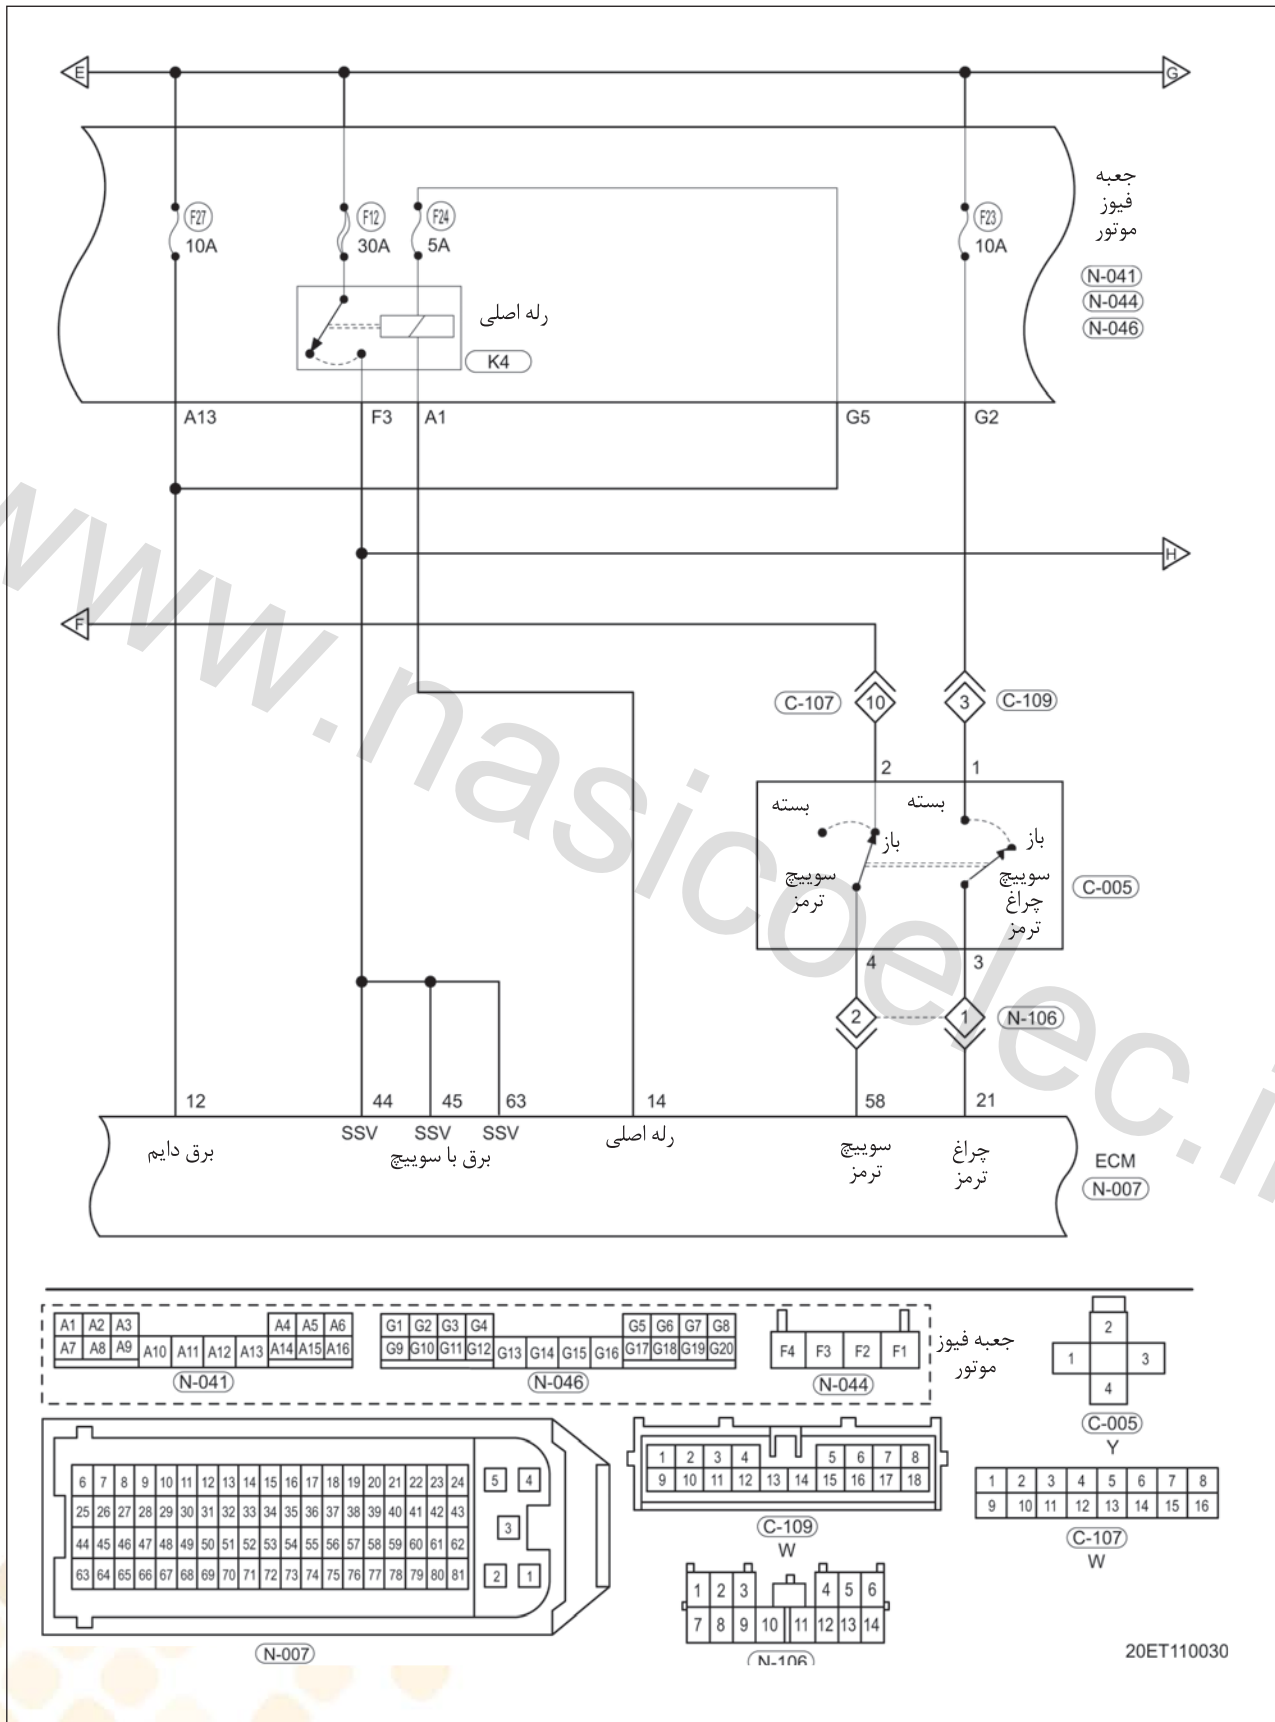 E
G
F27
10A
F12
30A
F24
5A
F23
10A
جعبه
فیوز
موتور
N-041
N-044
N-046
رله اصلی
K4
A13
F3
A1
G5
G2
H
F
C-107
10
3
C-109
2
1
بسته
باز
سوییچ
ترمز
بسته
باز
سوییچ
چراغ
ترمز
C-005
4
3
2
1
N-106
12
44
45
63
14
58
21
برق دایم
SSV
SSV
SSV
برق با سوییچ
رله اصلی
سوییچ
ترمز
چراغ
ترمز
ECM
N-007
www.nasicoelec.ir
A1 A2 A3 A4 A5 A6
A7 A8 A9 A10 A11 A12 A13 A14 A15 A16
N-041
G1 G2 G3 G4 G5 G6 G7 G8
G9 G10 G11 G12 G13 G14 G15 G16 G17 G18 G19 G20
N-046
F4 F3 F2 F1
N-044
جعبه فیوز
موتور
2
1 3
4
C-005
Y
6 7 8 9 10 11 12 13 14 15 16 17 18 19 20 21 22 23 24
25 26 27 28 29 30 31 32 33 34 35 36 37 38 39 40 41 42 43
44 45 46 47 48 49 50 51 52 53 54 55 56 57 58 59 60 61 62
63 64 65 66 67 68 69 70 71 72 73 74 75 76 77 78 79 80 81
5 4
3
2 1
N-007
1 2 3 4 5 6 7 8
9 10 11 12 13 14 15 16 17 18
C-109
W
1 2 3 4 5 6 7 8
9 10 11 12 13 14 15 16
C-107
W
1 2 3 4 5 6
7 8 9 10 11 12 13 14
N-106
20ET110030